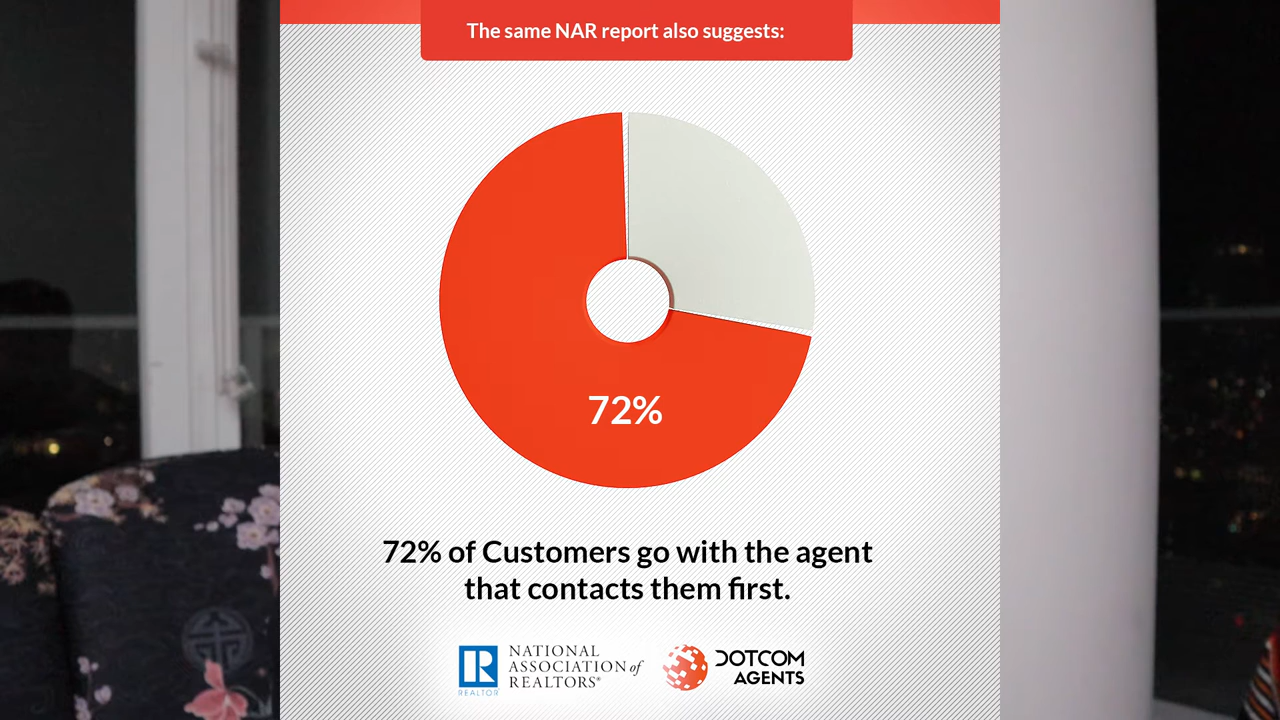 The same NAR report also suggests:
72%
72% of Customers go with the agent
that contacts them first.
NATIONAL
ASSOCIATION of
REALTORS®
REALTOR
DOTCOM
AGENTS